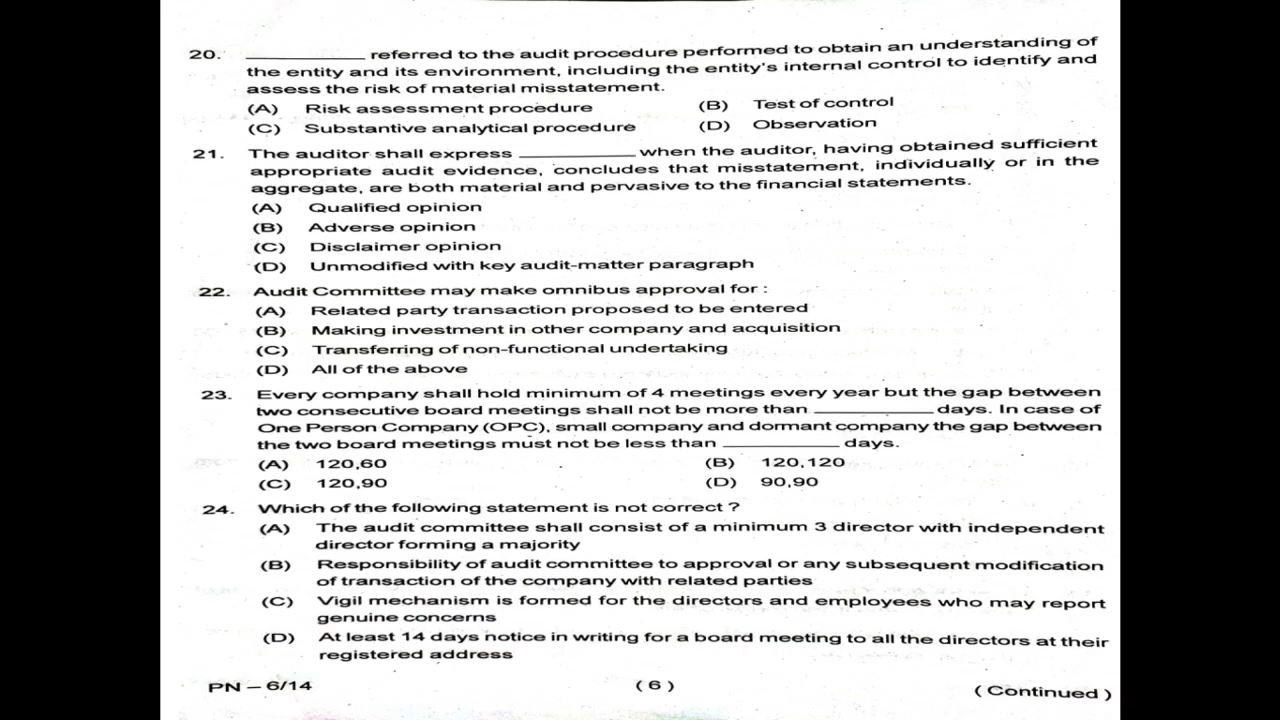 20. __________ referred to the audit procedure performed to obtain an understanding of
the entity and its environment, including the entity's internal control to identify and
assess the risk of material misstatement.
(A) Risk assessment procedure (B) Test of control
(C) Substantive analytical procedure (D) Observation
21. The auditor shall express __________ when the auditor, having obtained sufficient
appropriate audit evidence, concludes that misstatement, individually or in the
aggregate, are both material and pervasive to the financial statements.
(A) Qualified opinion
(B) Adverse opinion
(C) Disclaimer opinion
(D) Unmodified with key audit-matter paragraph
22. Audit Committee may make omnibus approval for :
(A) Related party transaction proposed to be entered
(B) Making investment in other company and acquisition
(C) Transferring of non-functional undertaking
(D) All of the above
23. Every company shall hold minimum of 4 meetings every year but the gap between
two consecutive board meetings shall not be more than __________ days. In case of
One Person Company (OPC), small company and dormant company the gap between
the two board meetings must not be less than __________ days.
(A) 120,60 (B) 120,120
(C) 120,90 (D) 90,90
24. Which of the following statement is not correct ?
(A) The audit committee shall consist of a minimum 3 director with independent
director forming a majority
(B) Responsibility of audit committee to approval or any subsequent modification
of transaction of the company with related parties
(C) Vigil mechanism is formed for the directors and employees who may report
genuine concerns
(D) At least 14 days notice in writing for a board meeting to all the directors at their
registered address
PN – 6/14 ( 6 ) ( Continued )